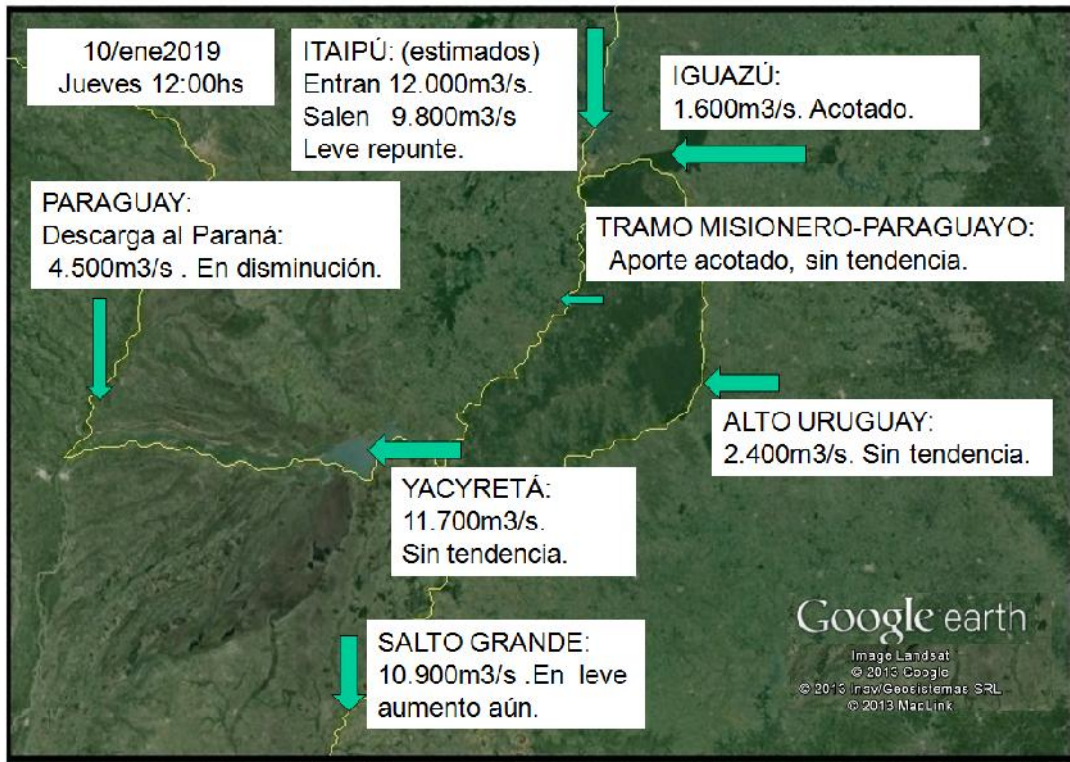 10/ene2019
Jueves 12:00hs
ITAIPÚ: (estimados)
Entran 12.000m3/s.
Salen 9.800m3/s
Leve repunte.
IGUAZÚ:
1.600m3/s. Acotado.
PARAGUAY:
Descarga al Paraná:
4.500m3/s . En disminución.
TRAMO MISIONERO-PARAGUAYO:
Aporte acotado, sin tendencia.
ALTO URUGUAY:
2.400m3/s. Sin tendencia.
YACYRETÁ:
11.700m3/s.
Sin tendencia.
SALTO GRANDE:
10.900m3/s .En leve
aumento aún.
Google earth
Image Landsat
© 2013 Google
© 2013 Inav/Geosistemas SRL
© 2013 MapLink